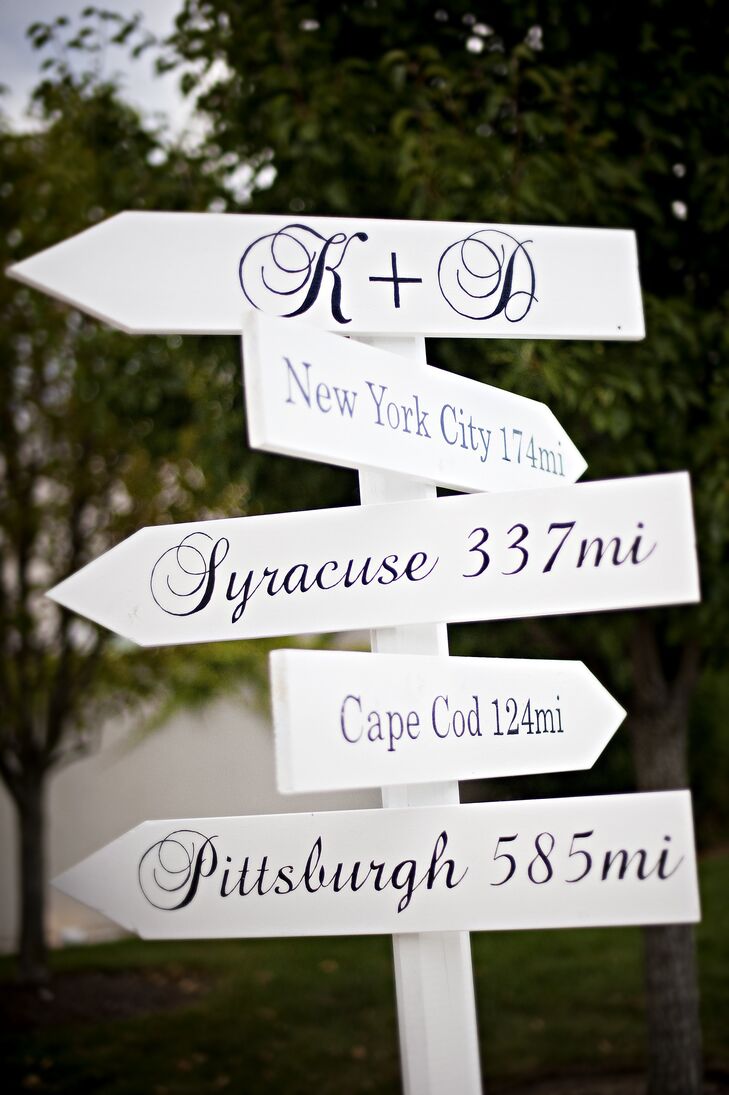 K + D
New York City 174mi
Syracuse 337mi
Cape Cod 124mi
Pittsburgh 585mi